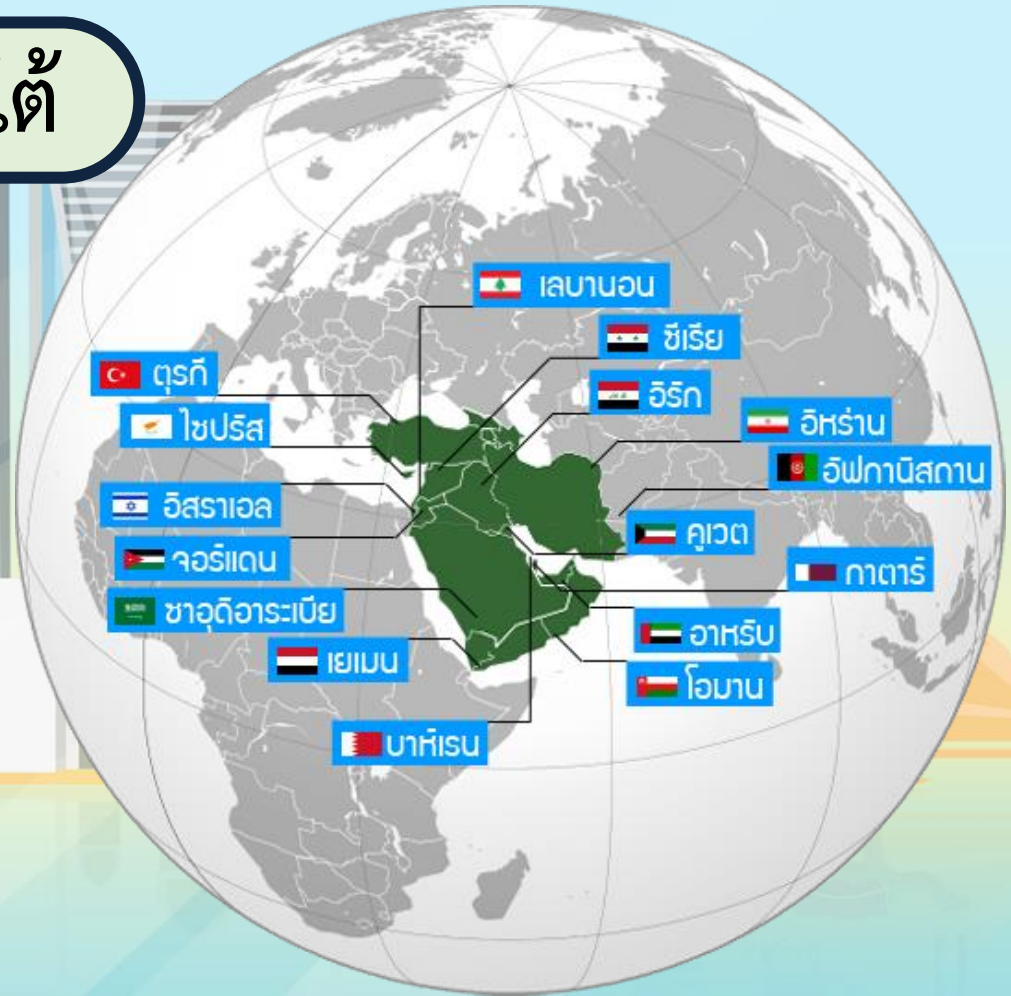 ต้
เลบานอน
ซีเรีย
ตุรกี
อิรัก
ไซปรัส
อิหร่าน
อัฟกานิสถาน
อิสราเอล
คูเวต
จอร์แดน
กาตาร์
ซาอุดิอาระเบีย
อาหรับ
เยเมน
โอมาน
บาห์เรน